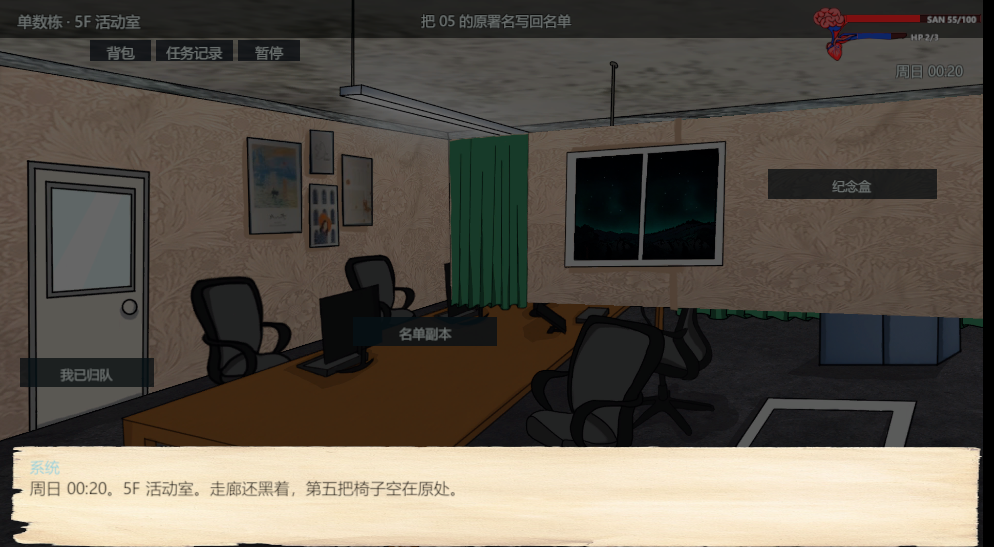 单数栋 · 5F 活动室
把 05 的原署名写回名单
SAN 55/100
HP 2/3
背包
任务记录
暂停
周日 00:20
纪念盒
名单副本
我已归队
系统
周日 00:20。5F 活动室。走廊还黑着，第五把椅子空在原处。